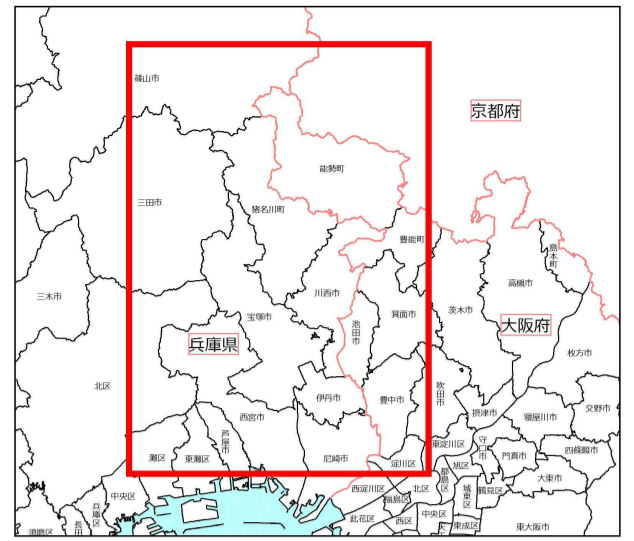 篠山市
京都府
能勢町
三田市
猪名川町
豊能町
島本町
高槻市
三木市
川西市
宝塚市
箕面市
茨木市
池田市
大阪府
兵庫県
枚方市
北区
吹田市
伊丹市
豊中市
西宮市
摂津市
寝屋川市
交野市
芦屋市
東淀川区
守口市
四條畷市
灘区
東灘区
尼崎市
淀川区
旭区
門真市
都島区
大東市
中央区
西淀川区
北区
城東区
鶴見区
福島区
兵庫区
此花区
西区
中央区
東成区
東大阪市
須磨区
長田